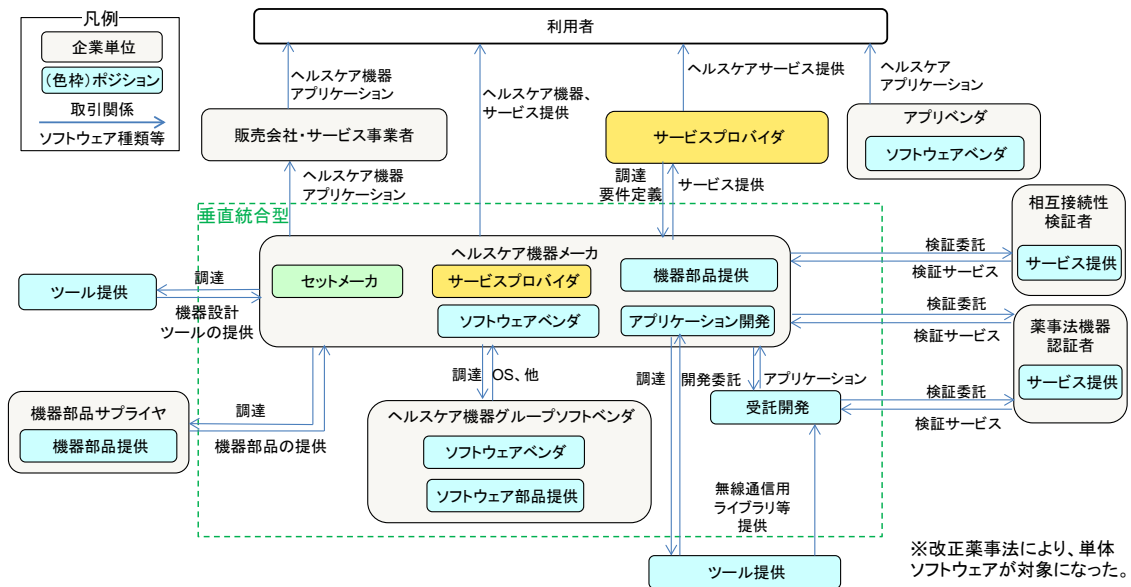 凡例
企業単位
(色枠)ポジション
取引関係
ソフトウェア種類等
利用者
ヘルスケア機器
アプリケーション
ヘルスケア機器、
サービス提供
ヘルスケアサービス提供
ヘルスケア
アプリケーション
販売会社・サービス事業者
サービスプロバイダ
アプリベンダ
ソフトウェアベンダ
ヘルスケア機器
アプリケーション
調達
要件定義
サービス提供
垂直統合型
ヘルスケア機器メーカ
セットメーカ
サービスプロバイダ
機器部品提供
ソフトウェアベンダ
アプリケーション開発
相互接続性
検証者
サービス提供
検証委託
検証サービス
ツール提供
調達
機器設計
ツールの提供
検証委託
検証サービス
薬事法機器
認証者
サービス提供
調達
OS、他
調達
開発委託
アプリケーション
受託開発
検証委託
検証サービス
機器部品サプライヤ
機器部品提供
調達
機器部品の提供
ヘルスケア機器グループソフトベンダ
ソフトウェアベンダ
ソフトウェア部品提供
無線通信用
ライブラリ等
提供
ツール提供
※改正薬事法により、単体
ソフトウェアが対象になった。